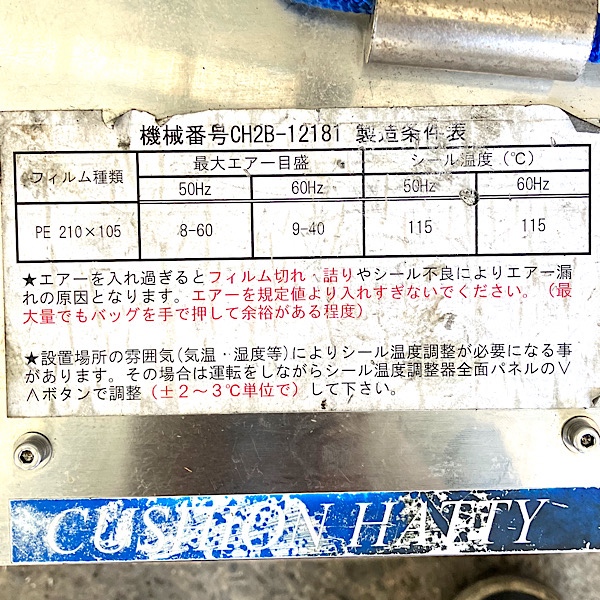 機械番号CH2B-12181 製造条件表
フィルム種類 最大エアー目盛 シール温度(℃)
50Hz 60Hz 50Hz 60Hz
PE 210×105 8-60 9-40 115 115
★エアーを入れ過ぎるとフィルム切れ・詰りやシール不良によりエアー漏
れの原因となります。エアーを規定値より入れすぎないでください。(最
大量でもバッグを手で押して余裕がある程度)
★設置場所の雰囲気(気温・湿度等)によりシール温度調整が必要になる事
があります。その場合は運転をしながらシール温度調整器全面パネルの∨
∧ボタンで調整(±2~3℃単位で)して下さい。
CUSHION HATTY